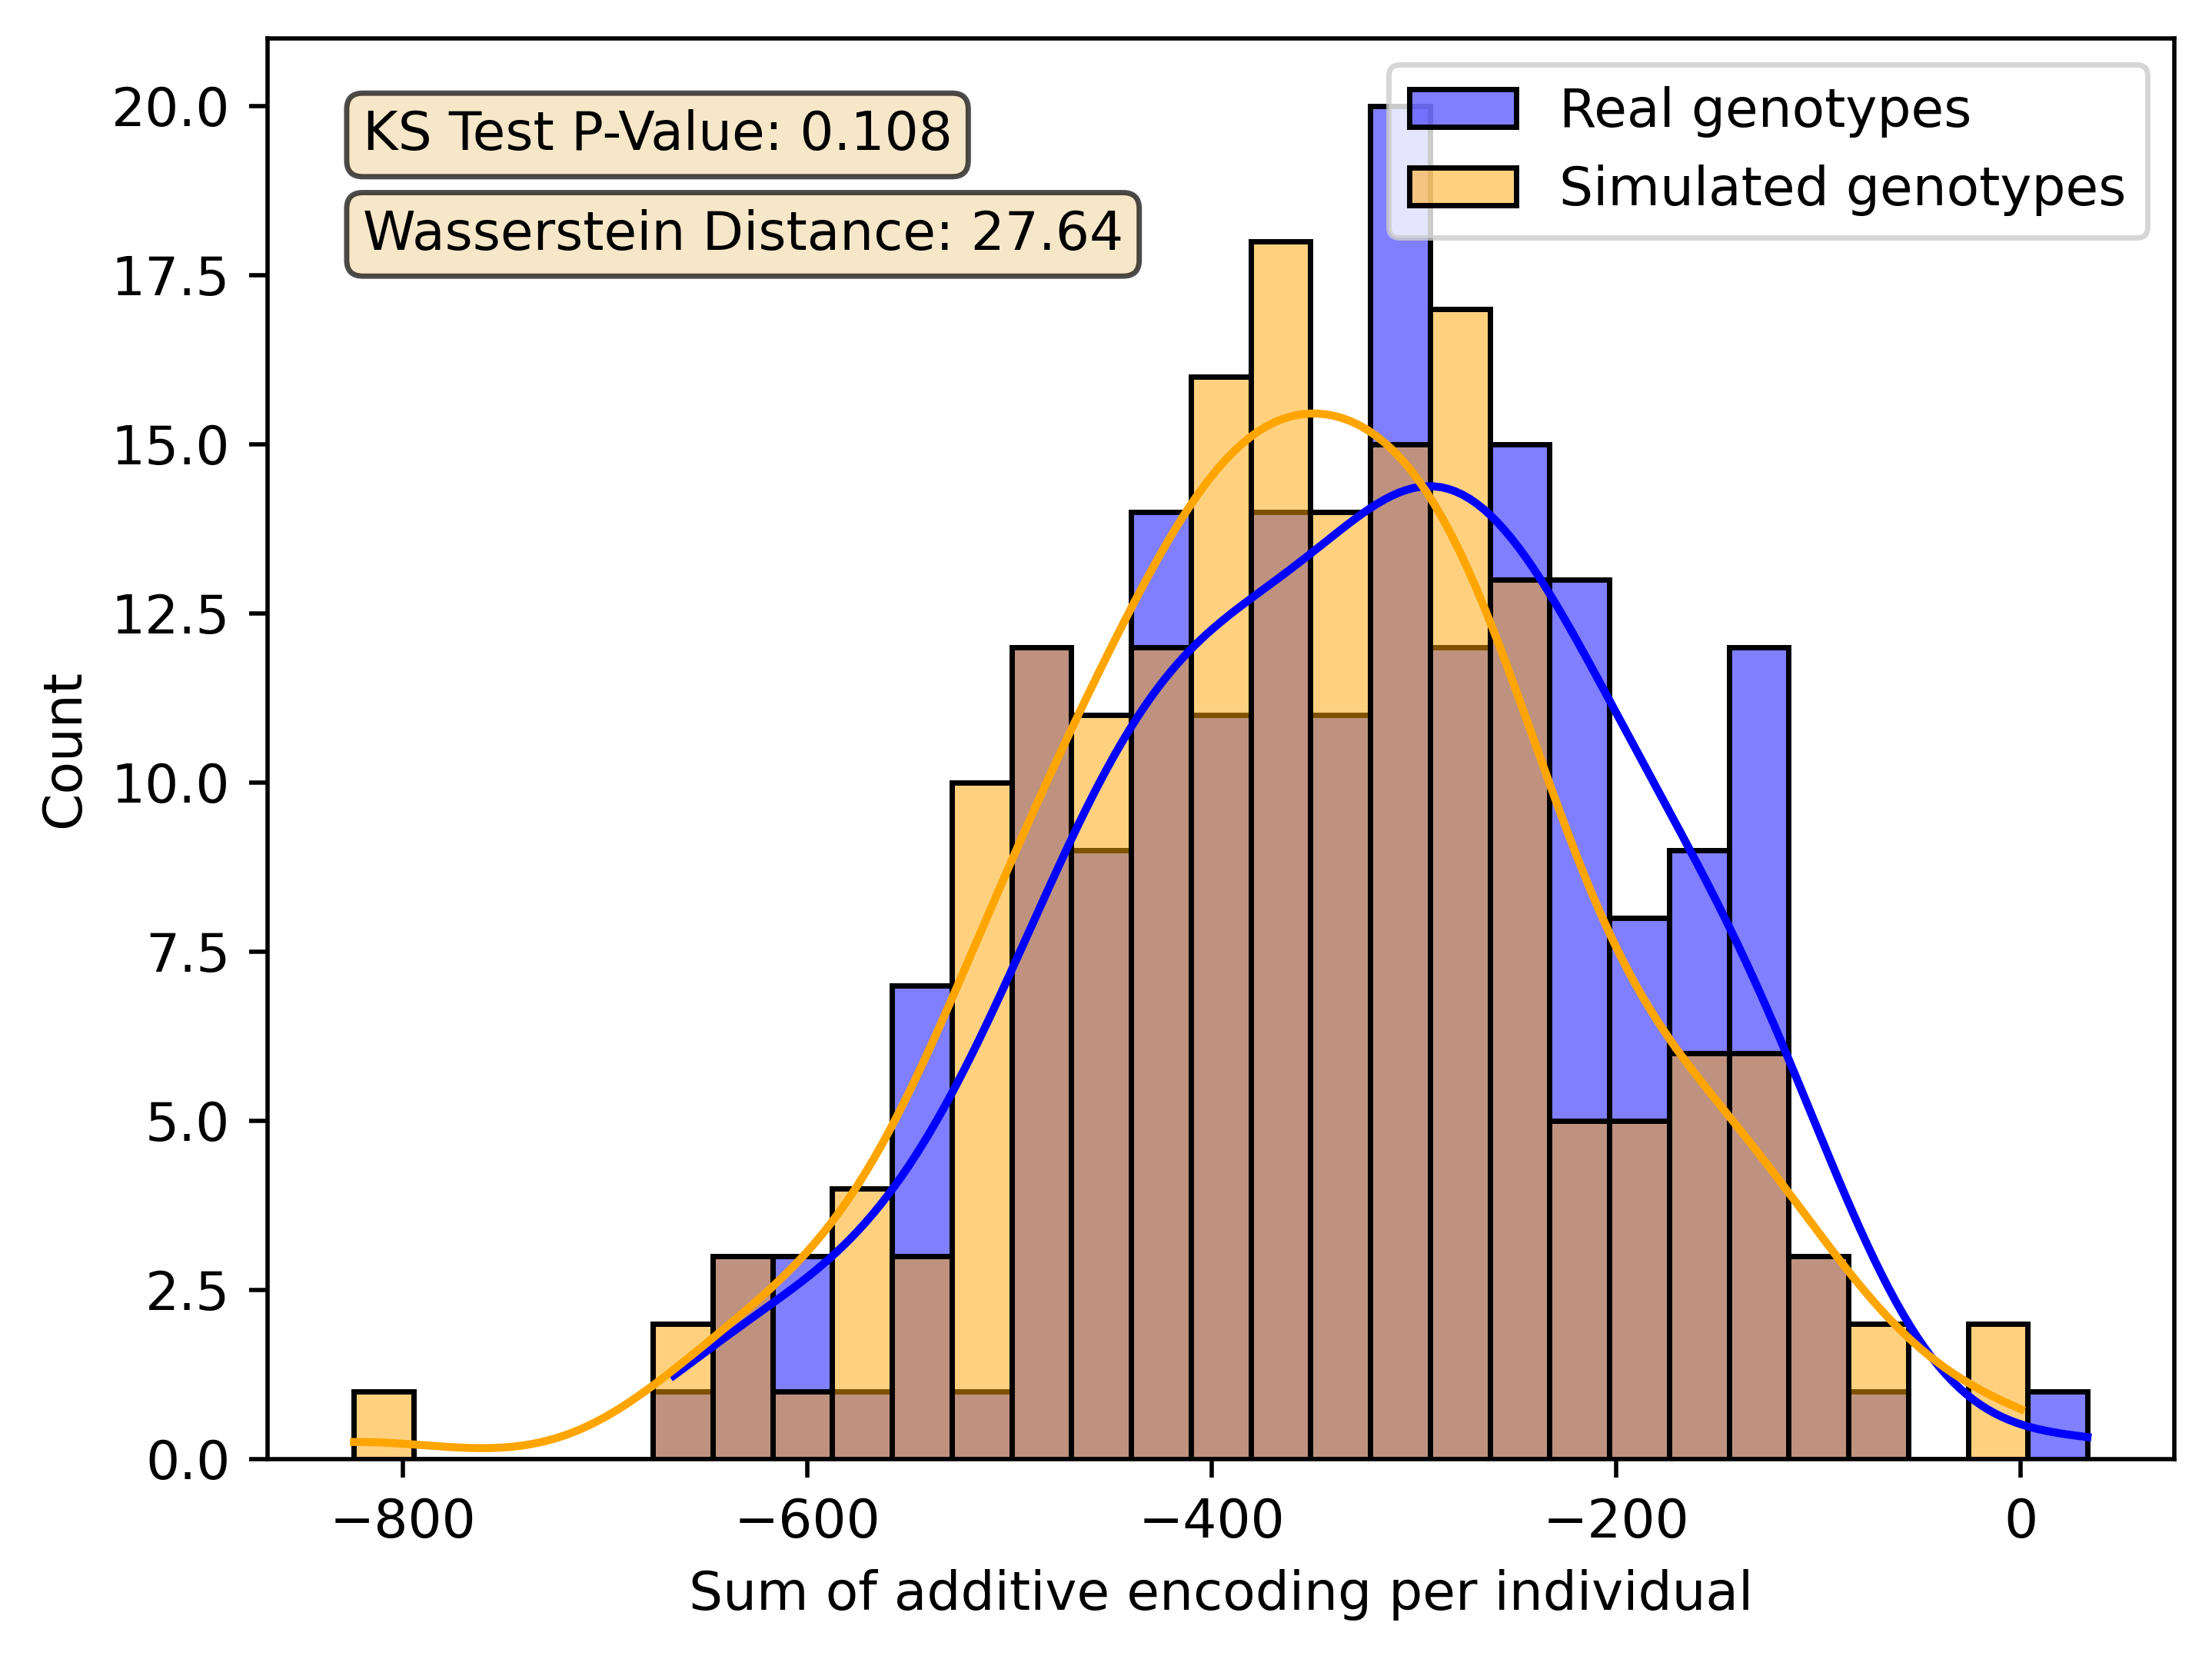 KS Test P-Value: 0.108
Wasserstein Distance: 27.64
Real genotypes
Simulated genotypes
20.0
17.5
15.0
12.5
10.0
7.5
5.0
2.5
0.0
Count
−800 −600 −400 −200 0
Sum of additive encoding per individual